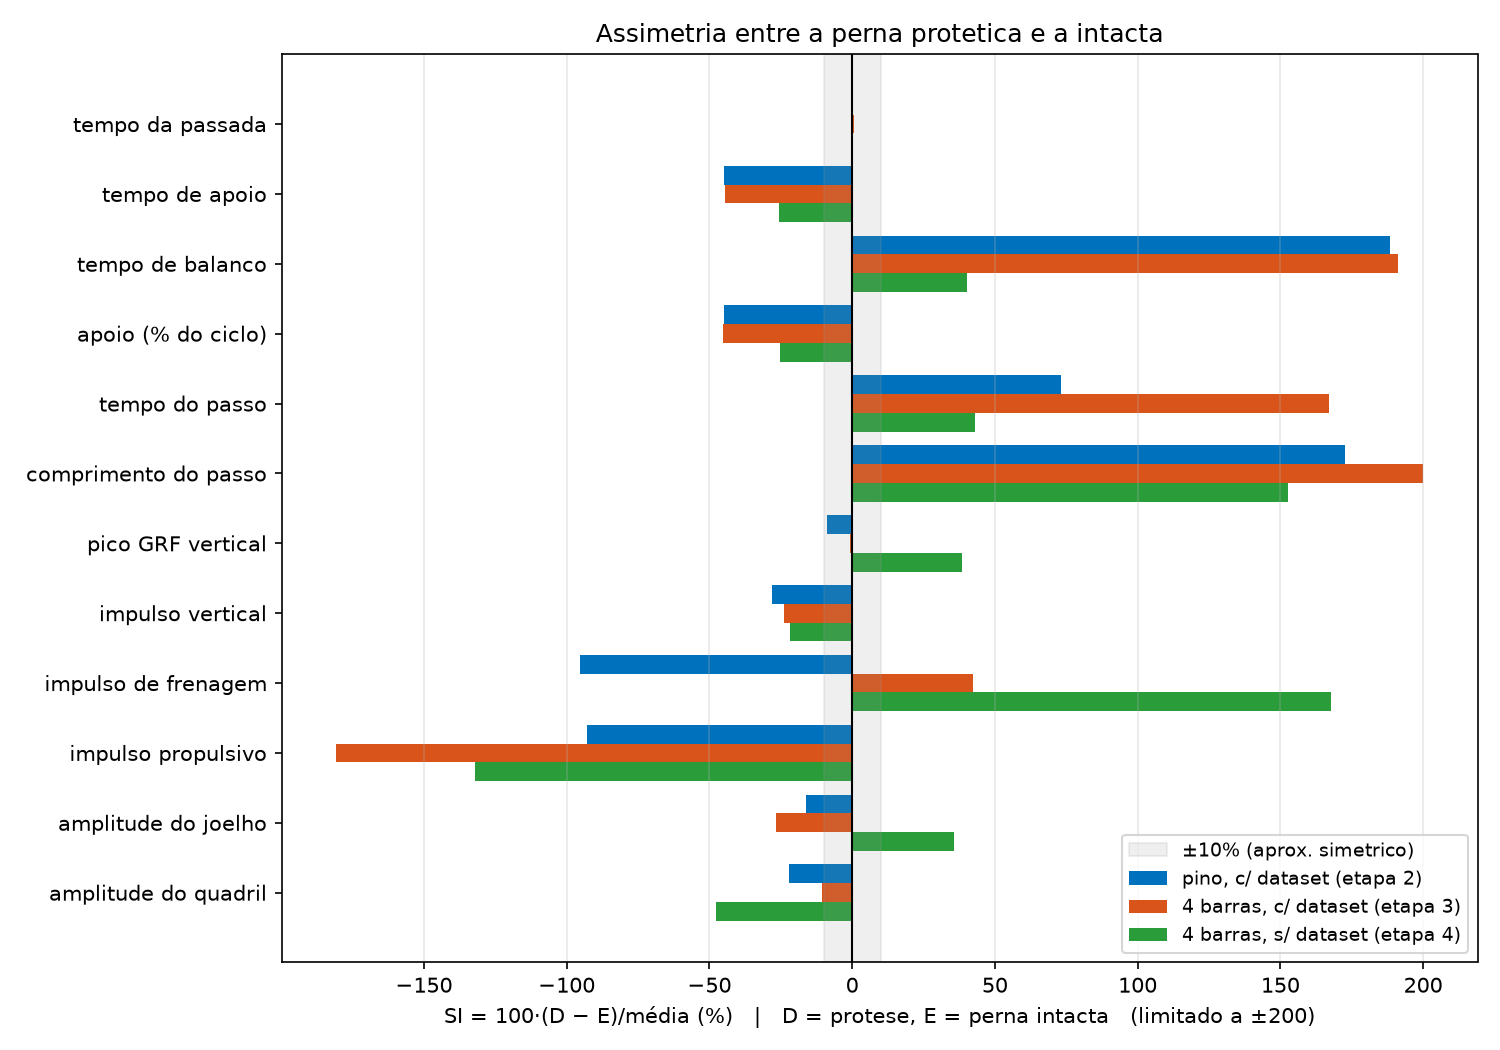 Assimetria entre a perna protetica e a intacta
tempo da passada
tempo de apoio
tempo de balanco
apoio (% do ciclo)
tempo do passo
comprimento do passo
pico GRF vertical
impulso vertical
impulso de frenagem
impulso propulsivo
amplitude do joelho
amplitude do quadril
±10% (aprox. simetrico)
pino, c/ dataset (etapa 2)
4 barras, c/ dataset (etapa 3)
4 barras, s/ dataset (etapa 4)
−150 −100 −50 0 50 100 150 200
SI = 100·(D − E)/média (%) | D = protese, E = perna intacta (limitado a ±200)